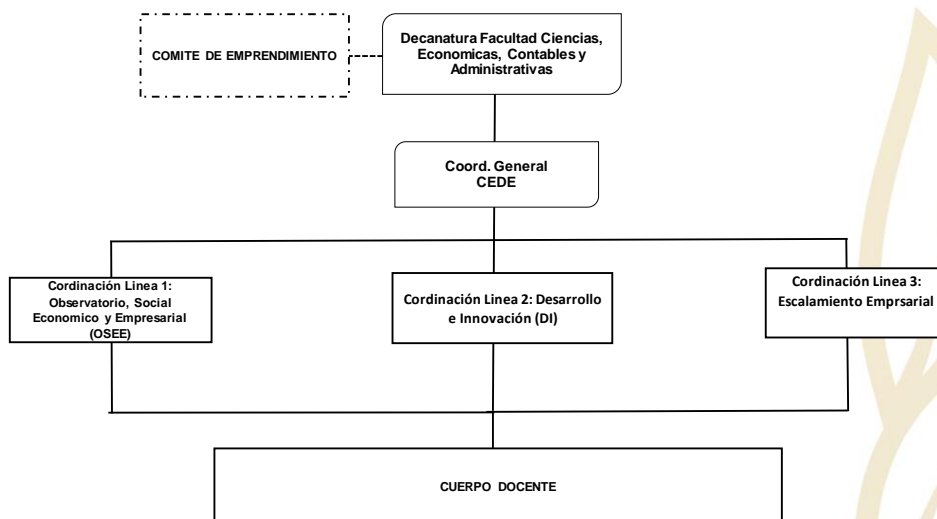 COMITE DE EMPRENDIMIENTO
Decanatura Facultad Ciencias,
Economicas, Contables y
Administrativas
Coord. General
CEDE
Cordinación Linea 1:
Observatorio, Social
Economico y Empresarial
(OSEE)
Cordinación Linea 2: Desarrollo
e Innovación (DI)
Cordinación Linea 3:
Escalamiento Emprsarial
CUERPO DOCENTE